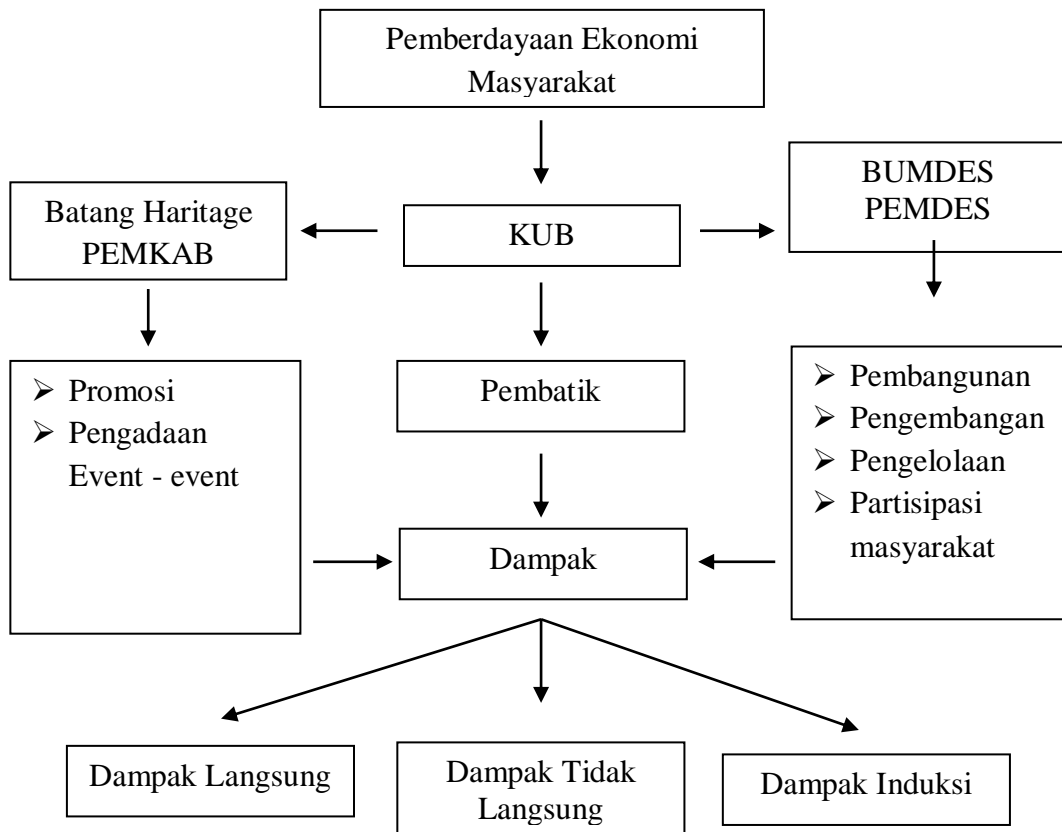 Pemberdayaan Ekonomi
Masyarakat
Batang Haritage
PEMKAB
KUB
BUMDES
PEMDES
➢ Promosi
➢ Pengadaan
Event - event
Pembatik
➢ Pembangunan
➢ Pengembangan
➢ Pengelolaan
➢ Partisipasi
masyarakat
Dampak
Dampak Langsung
Dampak Tidak
Langsung
Dampak Induksi